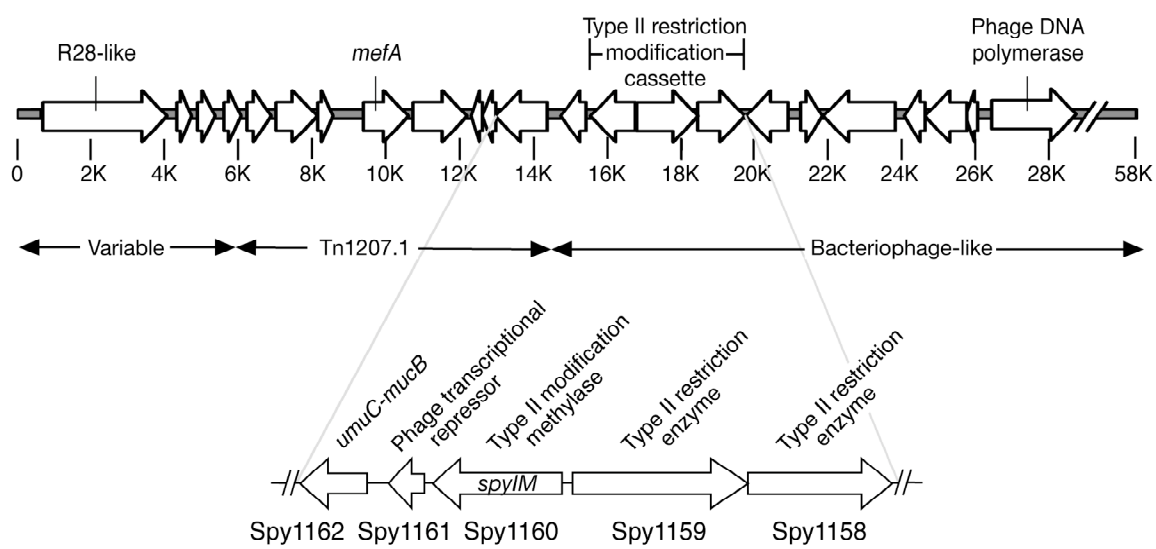 R28-like
mefA
Type II restriction
modification
cassette
Phage DNA
polymerase
0 2K 4K 6K 8K 10K 12K 14K 16K 18K 20K 22K 24K 26K 28K 58K
Variable Tn1207.1 Bacteriophage-like
umuC-mucB
Phage transcriptional
repressor
Type II modification
methylase
Type II restriction
enzyme
Type II restriction
enzyme
spyIM
Spy1162 Spy1161 Spy1160 Spy1159 Spy1158